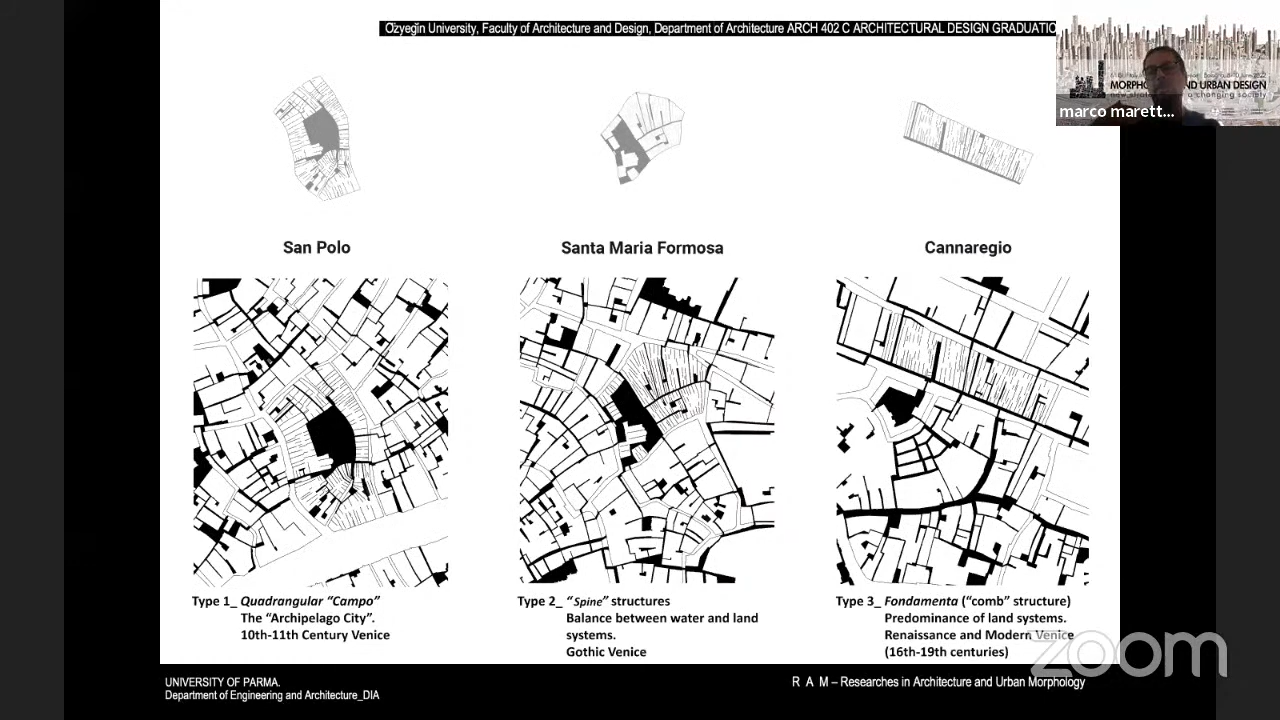 Özyeğin University, Faculty of Architecture and Design, Department of Architecture ARCH 402 C ARCHITECTURAL DESIGN GRADUATIO
marco marett...
San Polo
Santa Maria Formosa
Cannaregio
Type 1_ Quadrangular “Campo”
The “Archipelago City”.
10th-11th Century Venice
Type 2_ “Spine” structures
Balance between water and land
systems.
Gothic Venice
Type 3_ Fondamenta (“comb” structure)
Predominance of land systems.
Renaissance and Modern Venice
(16th-19th centuries)
zoom
UNIVERSITY OF PARMA.
Department of Engineering and Architecture_DIA
R A M – Researches in Architecture and Urban Morphology